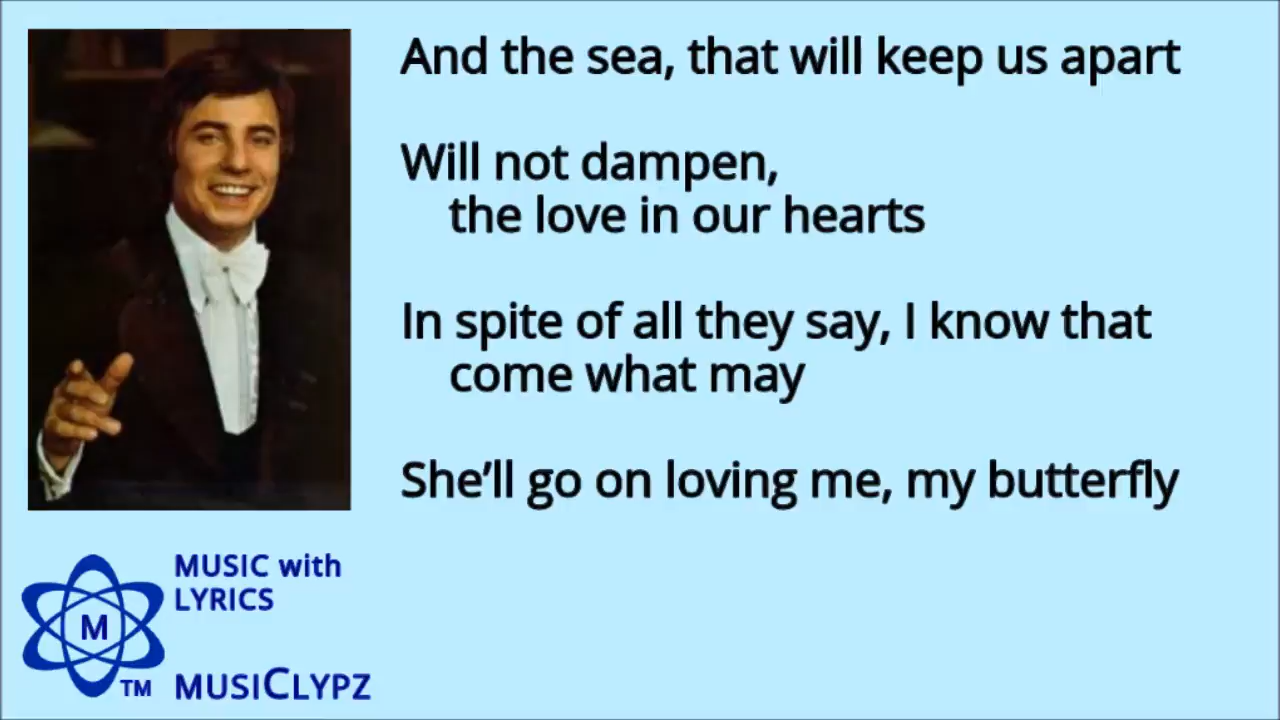 And the sea, that will keep us apart
Will not dampen,
the love in our hearts
In spite of all they say, I know that
come what may
She’ll go on loving me, my butterfly
MUSIC with
LYRICS
M
TM
MUSICLYPZ